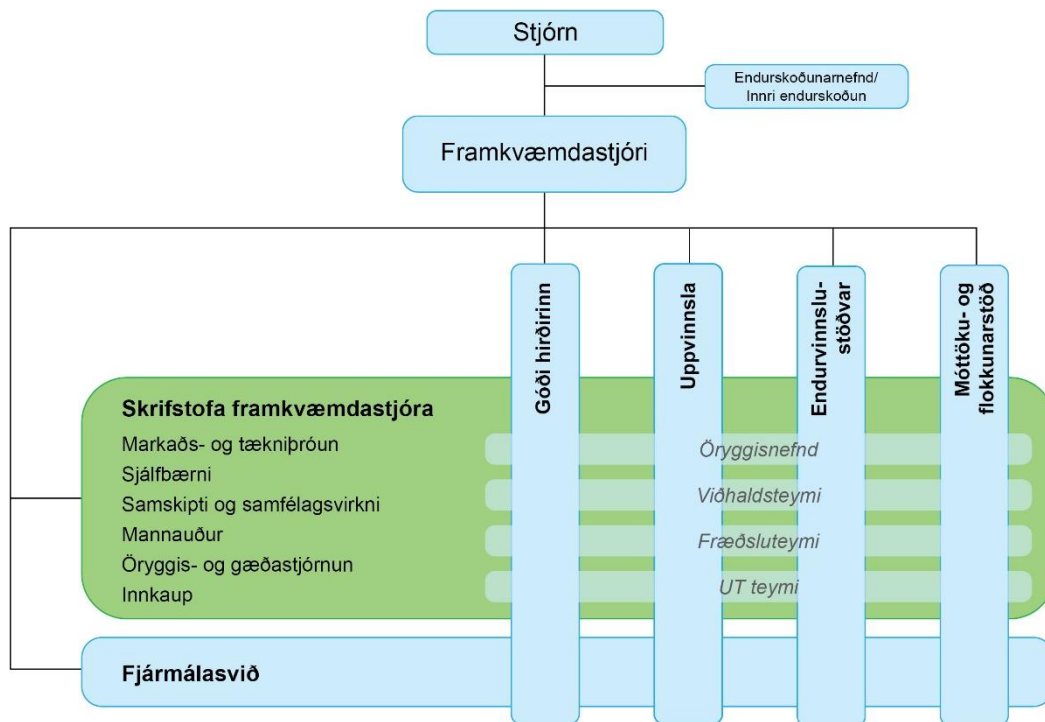 Stjórn
Endurskoðunarnefnd/
Innri endurskoðun
Framkvæmdastjóri
Góði hirðirinn
Uppvinnsla
Endurvinnslu-
stöðvar
Móttöku- og
flokkunarstöð
Skrifstofa framkvæmdastjóra
Markaðs- og tækniþróun
Sjálfbærni
Samskipti og samfélagsvirkni
Mannauður
Öryggis- og gæðastjórnun
Innkaup
Öryggisnefnd
Viðhaldsteymi
Fræðsluteymi
UT teymi
Fjármálasvið